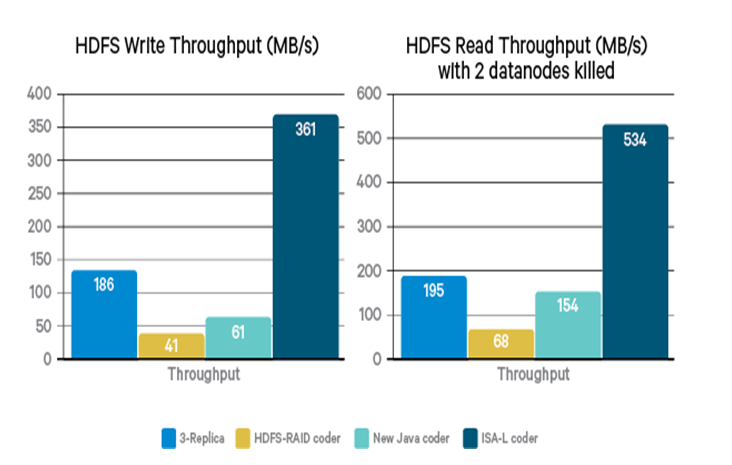 HDFS Write Throughput (MB/s)
400
350
300
250
200
150
100
50
0
186
41
61
361
Throughput
HDFS Read Throughput (MB/s)
with 2 datanodes killed
600
500
400
300
200
100
0
195
68
154
534
Throughput
3-Replica
HDFS-RAID coder
New Java coder
ISA-L coder